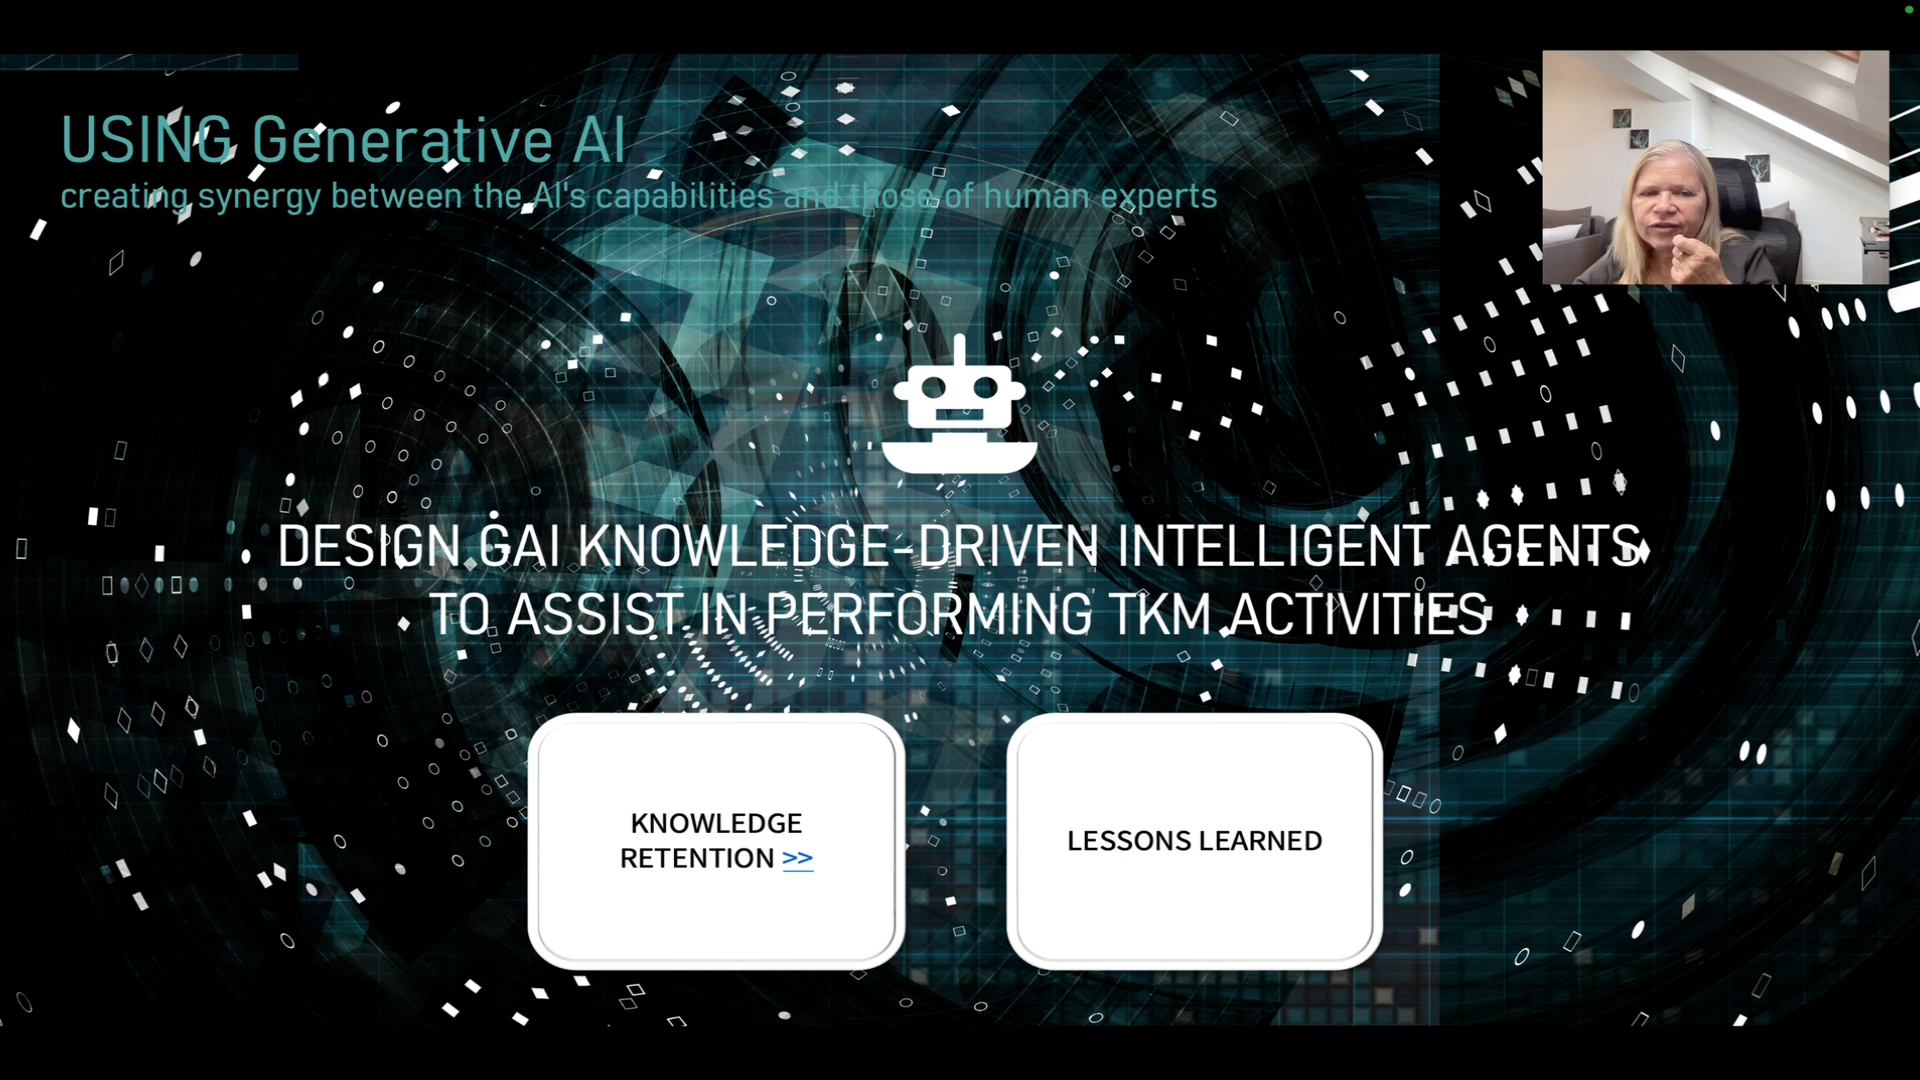 USING Generative AI
creating synergy between the AI's capabilities and those of human experts
DESIGN GAI KNOWLEDGE-DRIVEN INTELLIGENT AGENTS
TO ASSIST IN PERFORMING TKM ACTIVITIES
KNOWLEDGE
RETENTION >>
LESSONS LEARNED